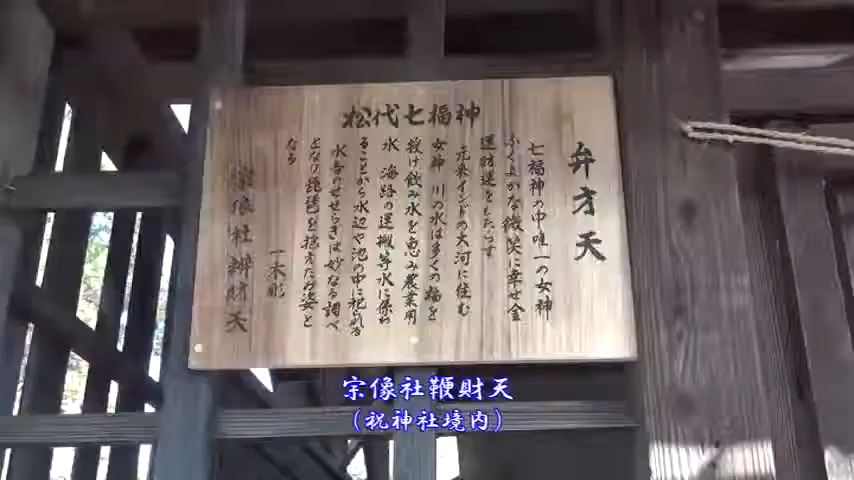 松代七福神
弁才天
七福神の中唯一の女神
ふくよかな微笑に幸せ金
運財運をもたらす
元来インドの大河に住む
女神 川の水は多くの福を
授け飲み水を恵み農業用
水 海路の運搬等水に係わ
ることから水辺や池の中に祀られる
水音のせせらぎは妙なる調べ
となり琵琶を抱えたお姿と
なる
一木彫
宗像社辨財天
宗像社鞭財天
(祝神社境内)